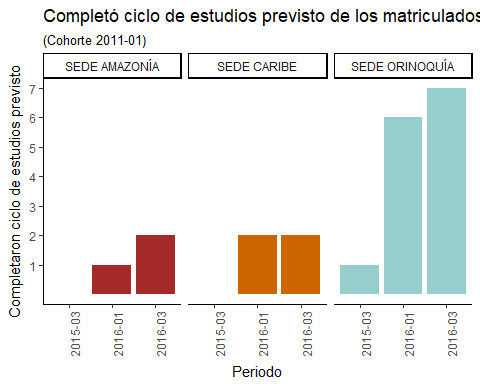 Completó ciclo de estudios previsto de los matriculados
(Cohorte 2011-01)
SEDE AMAZONÍA
SEDE CARIBE
SEDE ORINOQUÍA
Completaron ciclo de estudios previsto
7
6
5
4
3
2
1
2015-03
2016-01
2016-03
2015-03
2016-01
2016-03
2015-03
2016-01
2016-03
Periodo